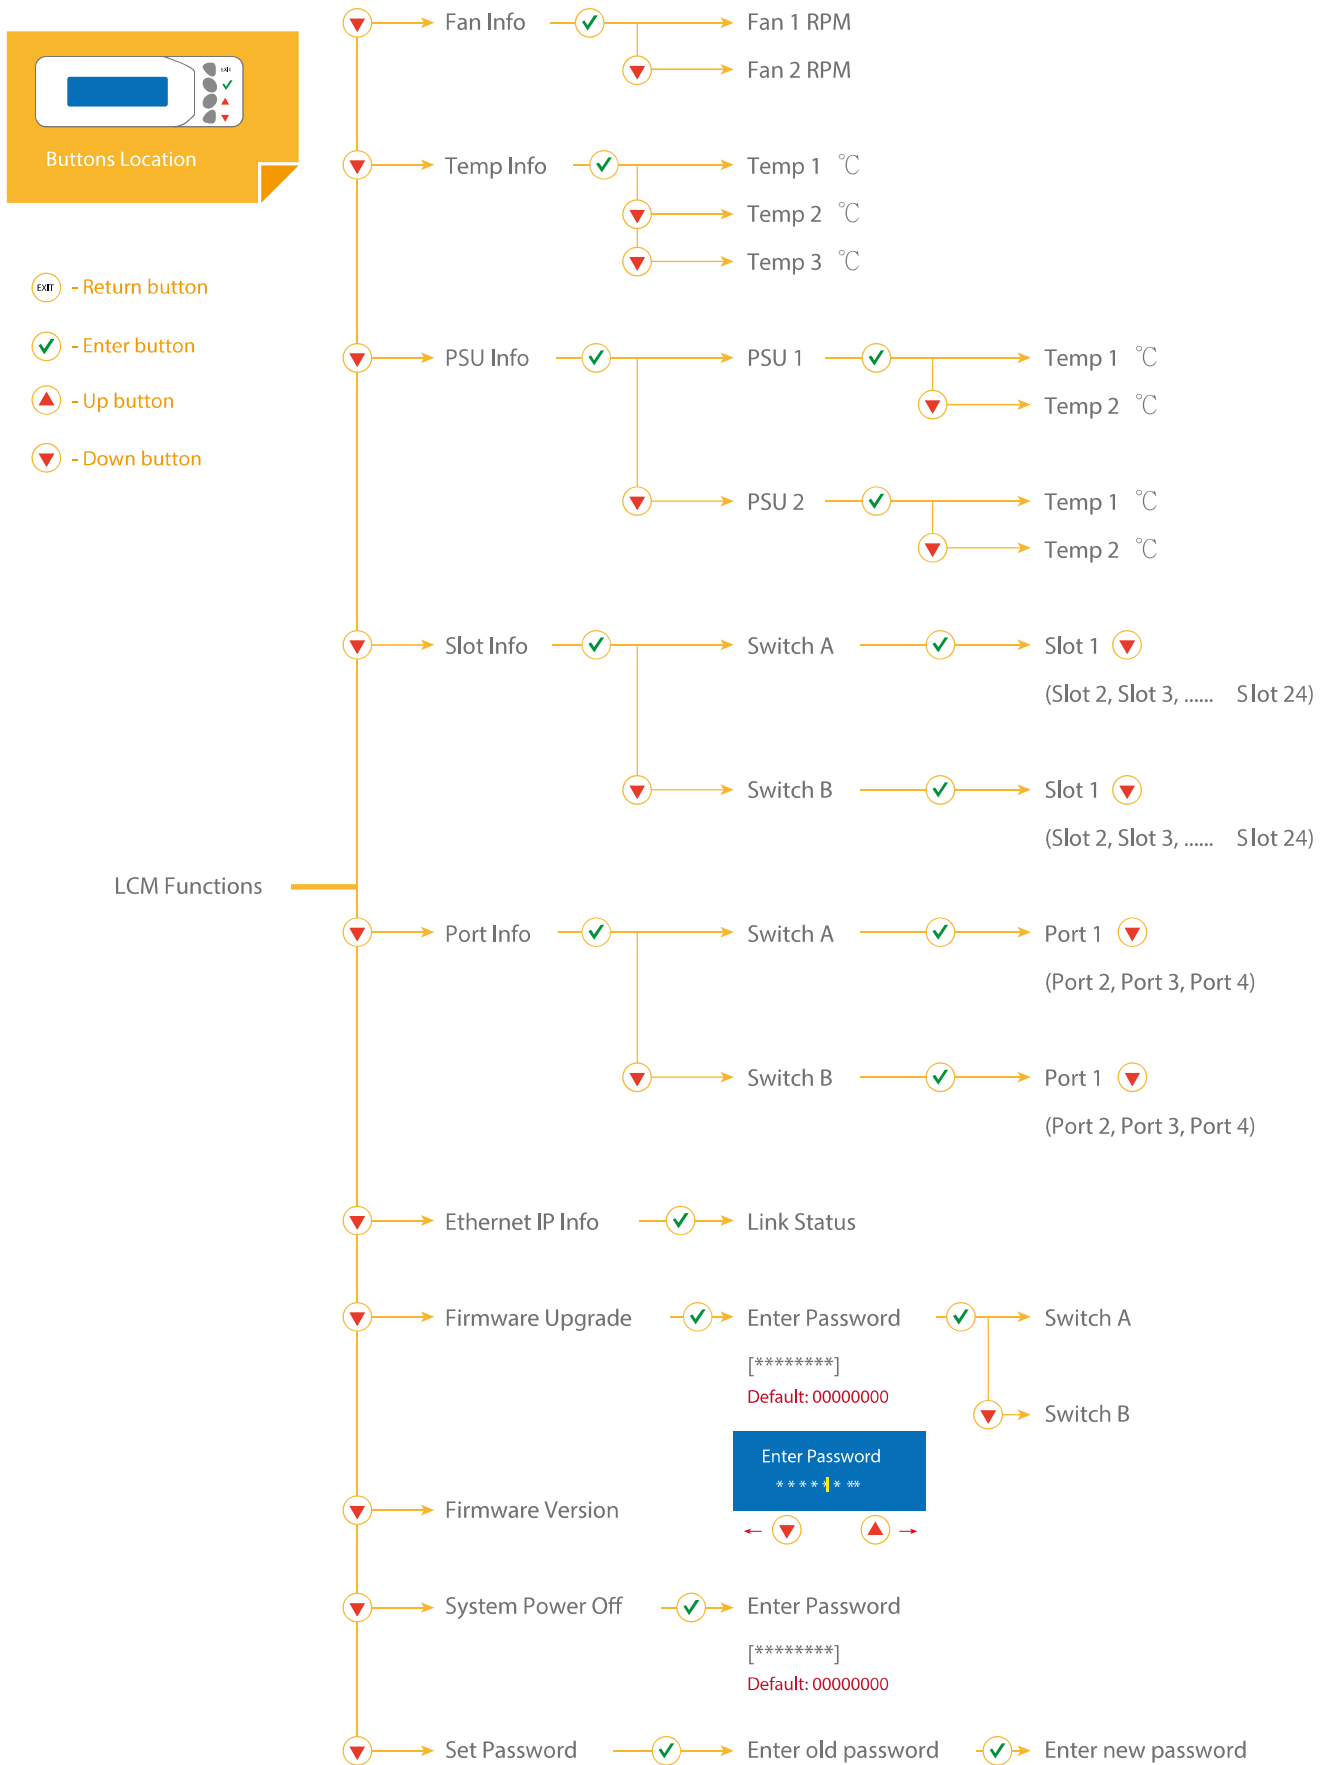 EXIT
Buttons Location
EXIT - Return button
- Enter button
- Up button
- Down button
LCM Functions
Fan Info
Fan 1 RPM
Fan 2 RPM
Temp Info
Temp 1 °C
Temp 2 °C
Temp 3 °C
PSU Info
PSU 1
Temp 1 °C
Temp 2 °C
PSU 2
Temp 1 °C
Temp 2 °C
Slot Info
Switch A
Slot 1
(Slot 2, Slot 3, ...... Slot 24)
Switch B
Slot 1
(Slot 2, Slot 3, ...... Slot 24)
Port Info
Switch A
Port 1
(Port 2, Port 3, Port 4)
Switch B
Port 1
(Port 2, Port 3, Port 4)
Ethernet IP Info
Link Status
Firmware Upgrade
Enter Password
[********]
Default: 00000000
Switch A
Switch B
Enter Password
* * * * * * **
Firmware Version
System Power Off
Enter Password
[********]
Default: 00000000
Set Password
Enter old password
Enter new password